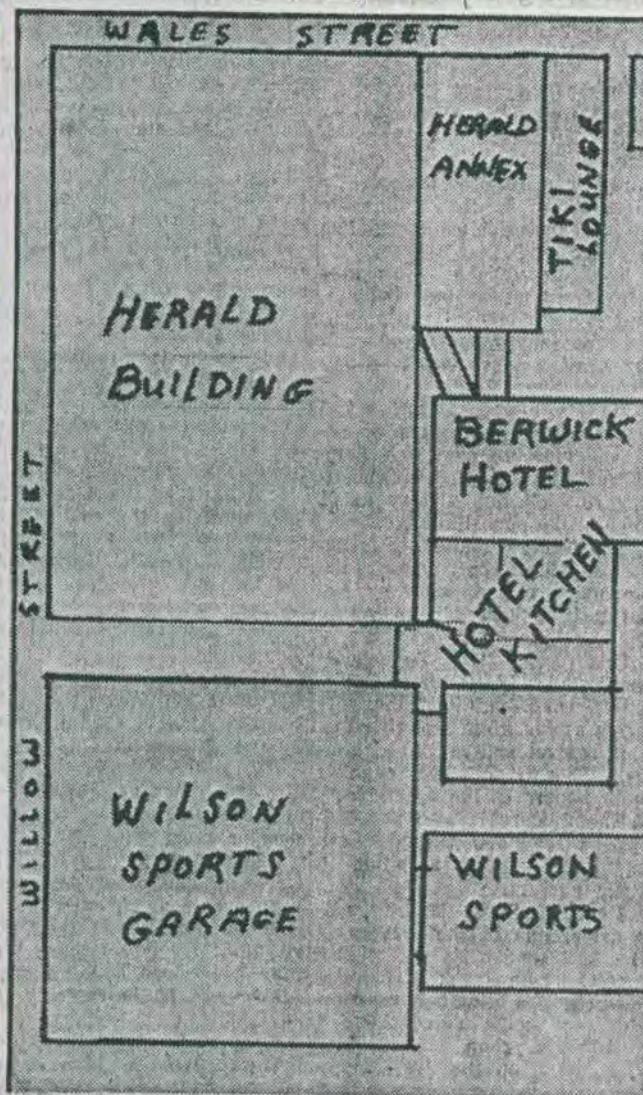 WALES STREET
HERALD
ANNEX
TIKI
LOUNGE
HERALD
BUILDING
BERWICK
HOTEL
HOTEL
KITCHEN
WILLOW STREET
WILSON
SPORTS
GARAGE
WILSON
SPORTS